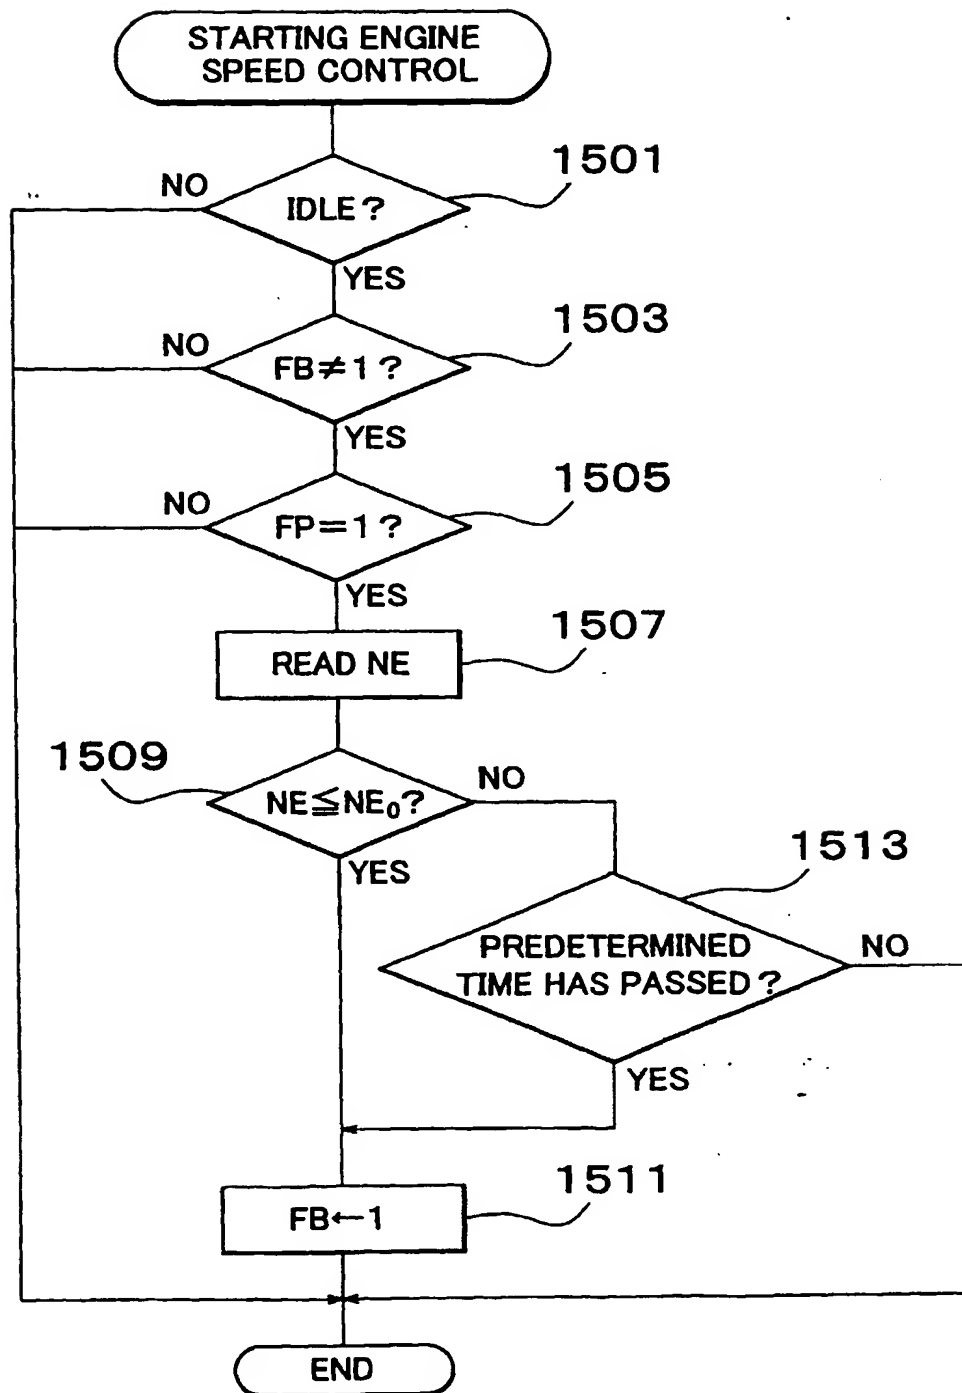 STARTING ENGINE
SPEED CONTROL
1501
NO
IDLE?
YES
1503
NO
FB≠1?
YES
1505
NO
FP=1?
YES
1507
READ NE
1509
NE≦NE₀?
NO
YES
1513
PREDETERMINED
TIME HAS PASSED?
NO
YES
1511
FB←1
END